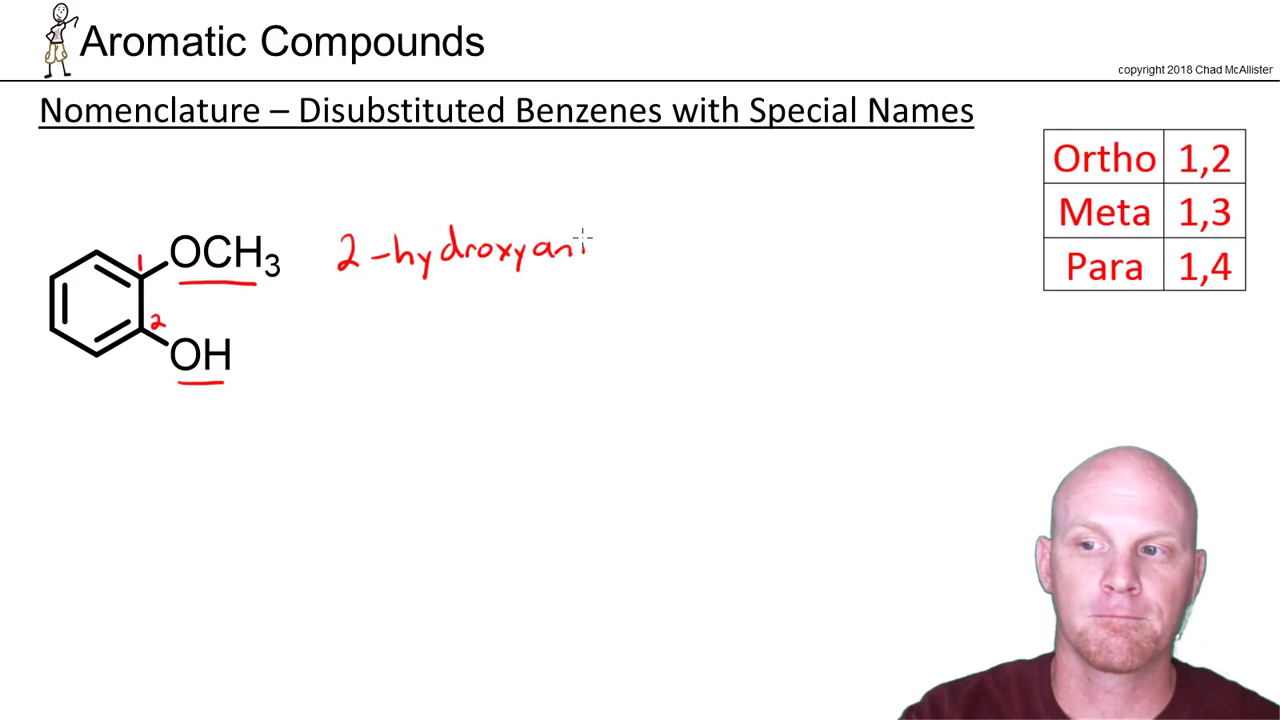 Aromatic Compounds
copyright 2018 Chad McAllister
Nomenclature – Disubstituted Benzenes with Special Names
Ortho 1,2
Meta 1,3
Para 1,4
1 OCH3
2 OH
2-hydroxyani